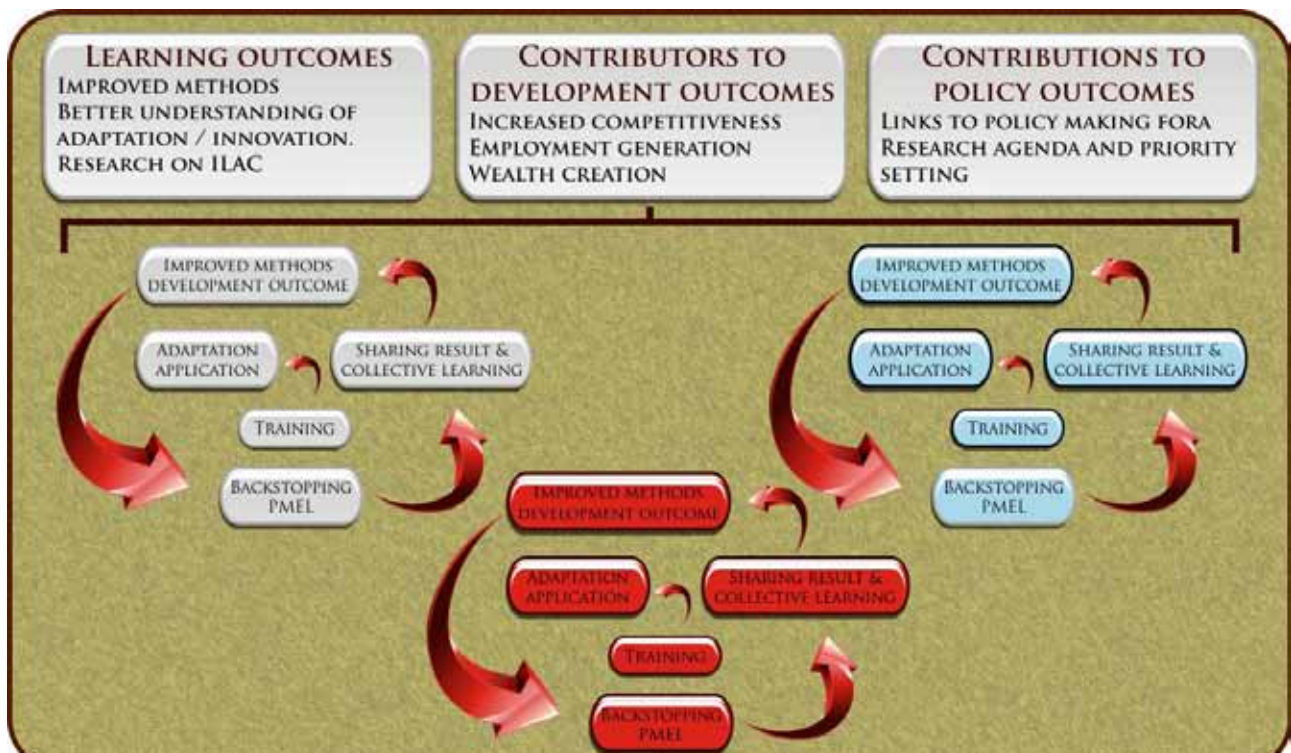 LEARNING OUTCOMES
IMPROVED METHODS
BETTER UNDERSTANDING OF
ADAPTATION / INNOVATION.
RESEARCH ON ILAC
CONTRIBUTORS TO
DEVELOPMENT OUTCOMES
INCREASED COMPETITIVENESS
EMPLOYMENT GENERATION
WEALTH CREATION
CONTRIBUTIONS TO
POLICY OUTCOMES
LINKS TO POLICY MAKING FORA
RESEARCH AGENDA AND PRIORITY
SETTING
IMPROVED METHODS
DEVELOPMENT OUTCOME
ADAPTATION
APPLICATION
SHARING RESULT &
COLLECTIVE LEARNING
TRAINING
BACKSTOPPING
PMEL
IMPROVED METHODS
DEVELOPMENT OUTCOME
ADAPTATION
APPLICATION
SHARING RESULT &
COLLECTIVE LEARNING
TRAINING
BACKSTOPPING
PMEL
IMPROVED METHODS
DEVELOPMENT OUTCOME
ADAPTATION
APPLICATION
SHARING RESULT &
COLLECTIVE LEARNING
TRAINING
BACKSTOPPING
PMEL